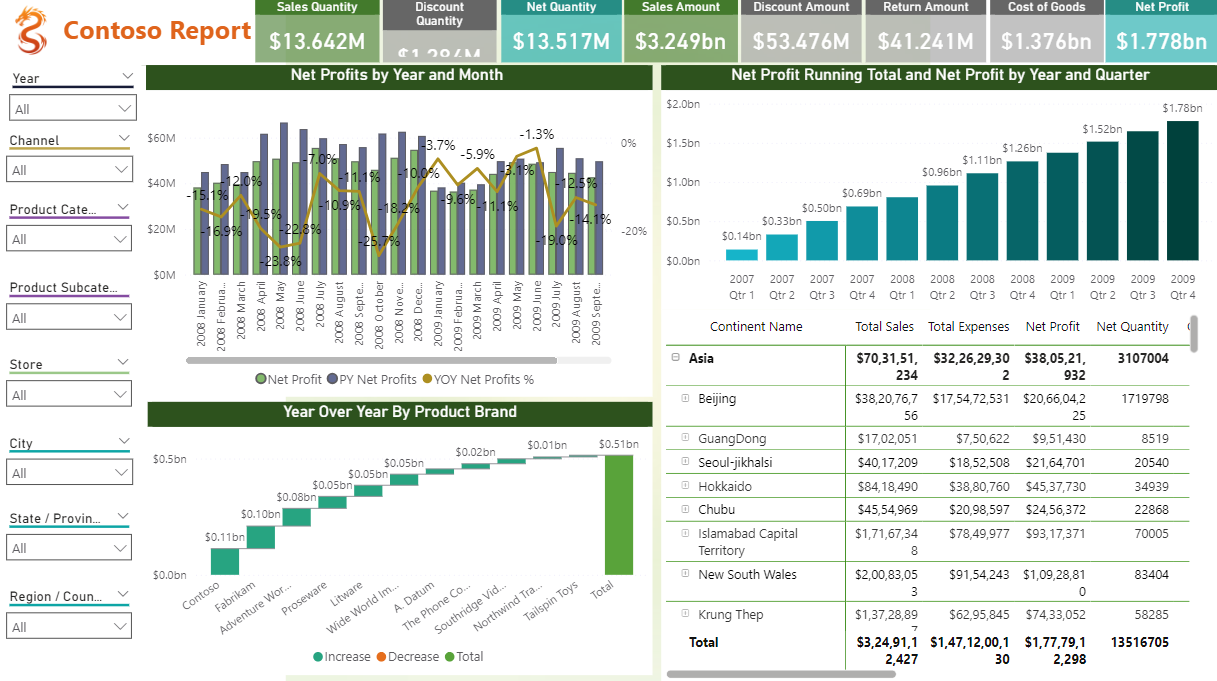 Contoso Report
Sales Quantity
$13.642M
Discount
Quantity
Net Quantity
$13.517M
Sales Amount
$3.249bn
Discount Amount
$53.476M
Return Amount
$41.241M
Cost of Goods
$1.376bn
Net Profit
$1.778bn
Year
All
Channel
All
Product Cate...
All
Product Subcate...
All
Store
All
City
All
State / Provin...
All
Region / Coun...
All
Net Profits by Year and Month
$60M
$40M
$20M
$0M
0%
-20%
-15.1%
-16.9%
-12.0%
-19.5%
-23.8%
-22.8%
-7.0%
-10.9%
-11.1%
-25.7%
-18.2%
-10.0%
-3.7%
-9.6%
-5.9%
-11.1%
-3.1%
-1.3%
-19.0%
-12.5%
-14.1%
2008 January
2008 Februa...
2008 March
2008 April
2008 May
2008 June
2008 July
2008 August
2008 Septe...
2008 October
2008 Nove...
2008 Dece...
2009 January
2009 Februa...
2009 March
2009 April
2009 May
2009 June
2009 July
2009 August
2009 Septe...
Net Profit PY Net Profits YOY Net Profits %
Year Over Year By Product Brand
$0.5bn
$0.0bn
$0.11bn
$0.10bn
$0.08bn
$0.05bn
$0.05bn
$0.05bn
$0.02bn
$0.01bn
$0.51bn
Contoso
Fabrikam
Adventure Wor...
Proseware
Litware
Wide World Im...
A. Datum
The Phone Co...
Southridge Vid...
Northwind Tra...
Tailspin Toys
Total
Increase Decrease Total
Net Profit Running Total and Net Profit by Year and Quarter
$2.0bn
$1.5bn
$1.0bn
$0.5bn
$0.0bn
$0.14bn
$0.33bn
$0.50bn
$0.69bn
$0.96bn
$1.11bn
$1.26bn
$1.52bn
$1.78bn
2007 2007 2007 2007 2008 2008 2008 2008 2009 2009 2009 2009
Qtr 1 Qtr 2 Qtr 3 Qtr 4 Qtr 1 Qtr 2 Qtr 3 Qtr 4 Qtr 1 Qtr 2 Qtr 3 Qtr 4
Continent Name Total Sales Total Expenses Net Profit Net Quantity
Asia $70,31,51, $32,26,29,30 $38,05,21, 3107004
234 2 932
Beijing $38,20,76,7 $17,54,72,531 $20,66,04,2 1719798
56 25
GuangDong $17,02,051 $7,50,622 $9,51,430 8519
Seoul-jikhalsi $40,17,209 $18,52,508 $21,64,701 20540
Hokkaido $84,18,490 $38,80,760 $45,37,730 34939
Chubu $45,54,969 $20,98,597 $24,56,372 22868
Islamabad Capital $1,71,67,34 $78,49,977 $93,17,371 70005
Territory 8
New South Wales $2,00,83,05 $91,54,243 $1,09,28,81 83404
3 0
Krung Thep $1,37,28,89 $62,95,845 $74,33,052 58285
Total $3,24,91,1 $1,47,12,00,1 $1,77,79,1 13516705
2,427 30 2,298